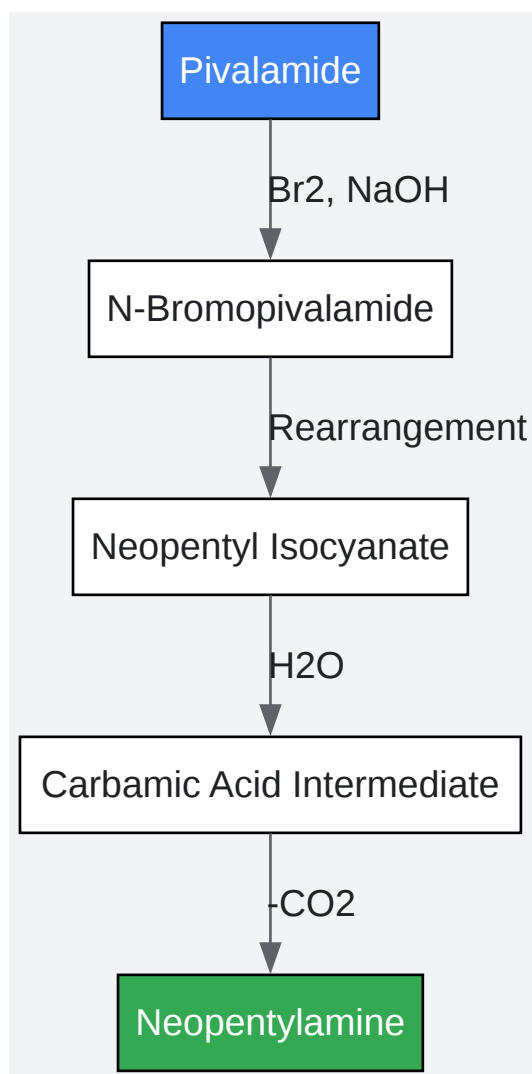 Pivalamide
Br2, NaOH
N-Bromopivalamide
Rearrangement
Neopentyl Isocyanate
H2O
Carbamic Acid Intermediate
-CO2
Neopentylamine